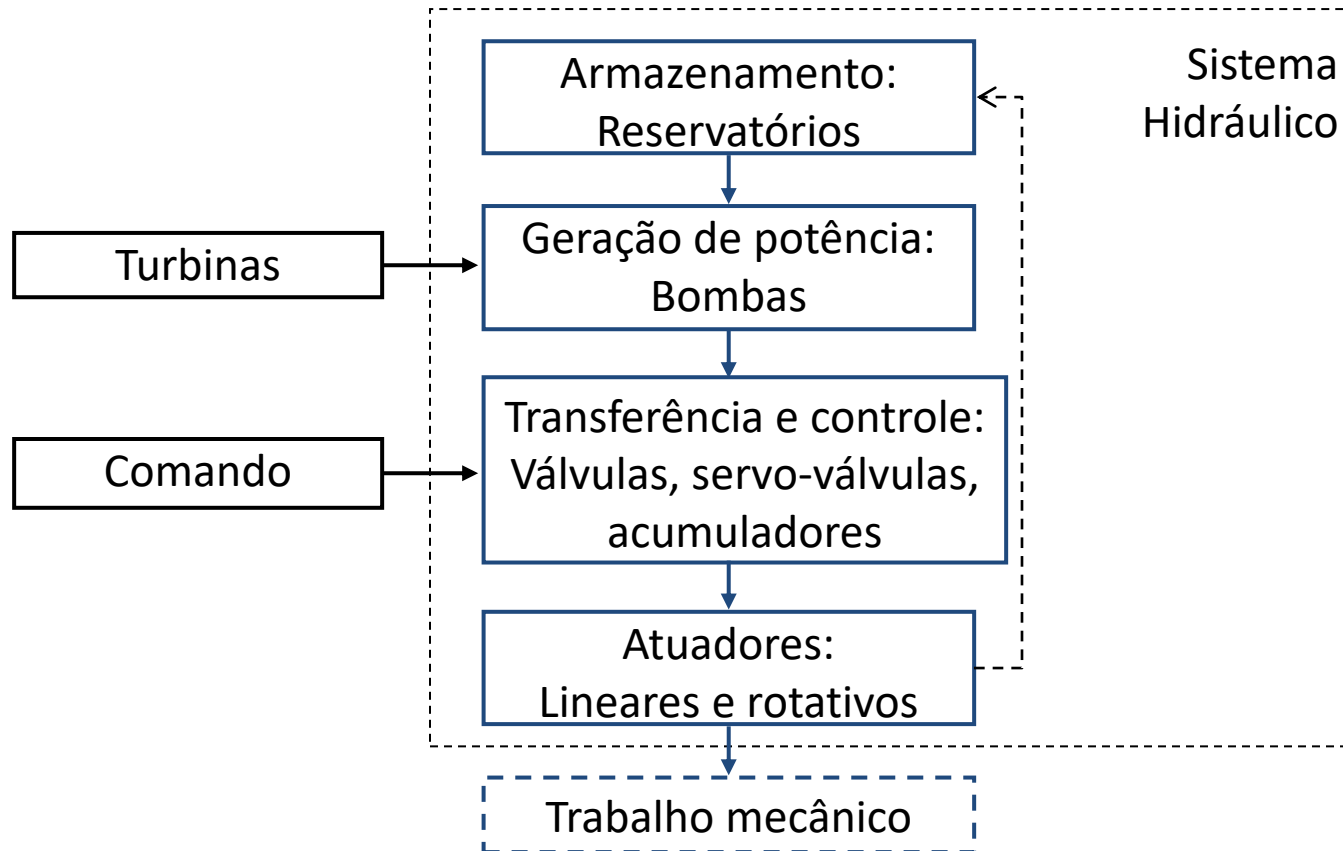 Armazenamento:
Reservatórios
Sistema
Hidráulico
Geração de potência:
Bombas
Turbinas
Transferência e controle:
Válvulas, servo-válvulas,
acumuladores
Comando
Atuadores:
Lineares e rotativos
Trabalho mecânico